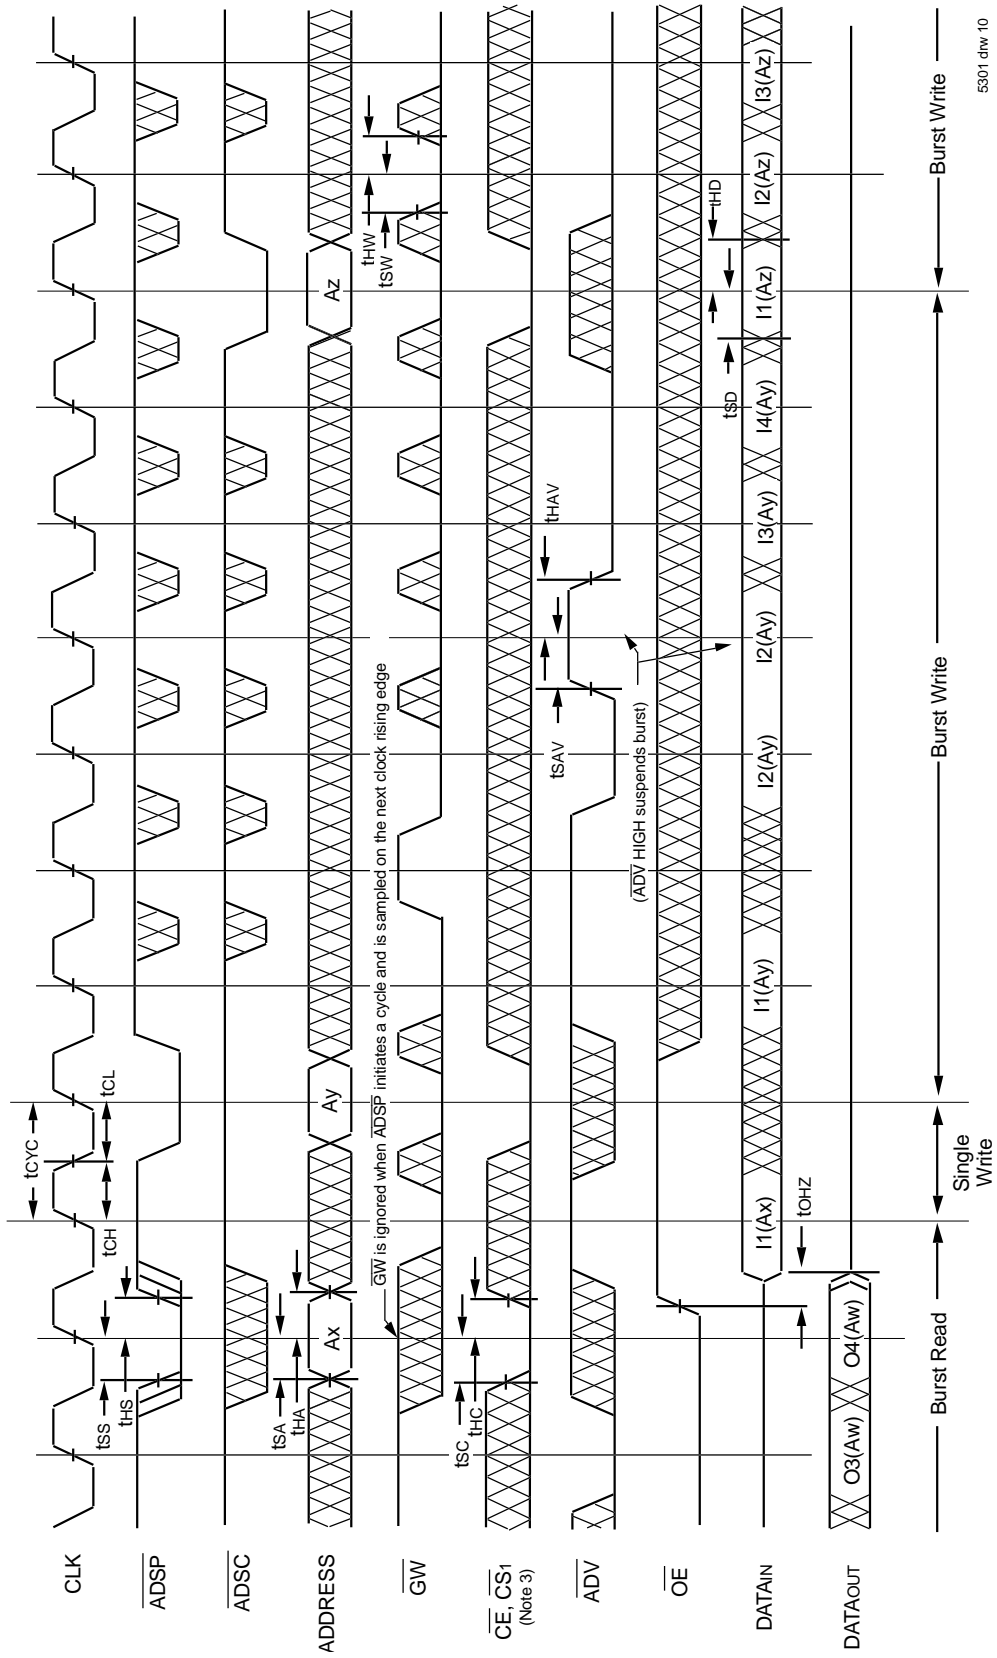 CLK
tCYC
tCH
tCL
ADSP
tSS
tHS
ADSC
ADDRESS
Ax
Ay
Az
tSA
tHA
GW
GW is ignored when ADSP initiates a cycle and is sampled on the next clock rising edge
tHW
tSW
CE, CS1
(Note 3)
tSC
tHC
ADV
tSAV
tHAV
(ADV HIGH suspends burst)
OE
DATAIN
I1(Ax)
I1(Ay)
I2(Ay)
I2(Ay)
I3(Ay)
I4(Ay)
I1(Az)
I2(Az)
I3(Az)
tSD
tHD
tOHZ
DATAOUT
O3(Aw)
O4(Aw)
Burst Read
Single
Write
Burst Write
Burst Write
5301 drw 10